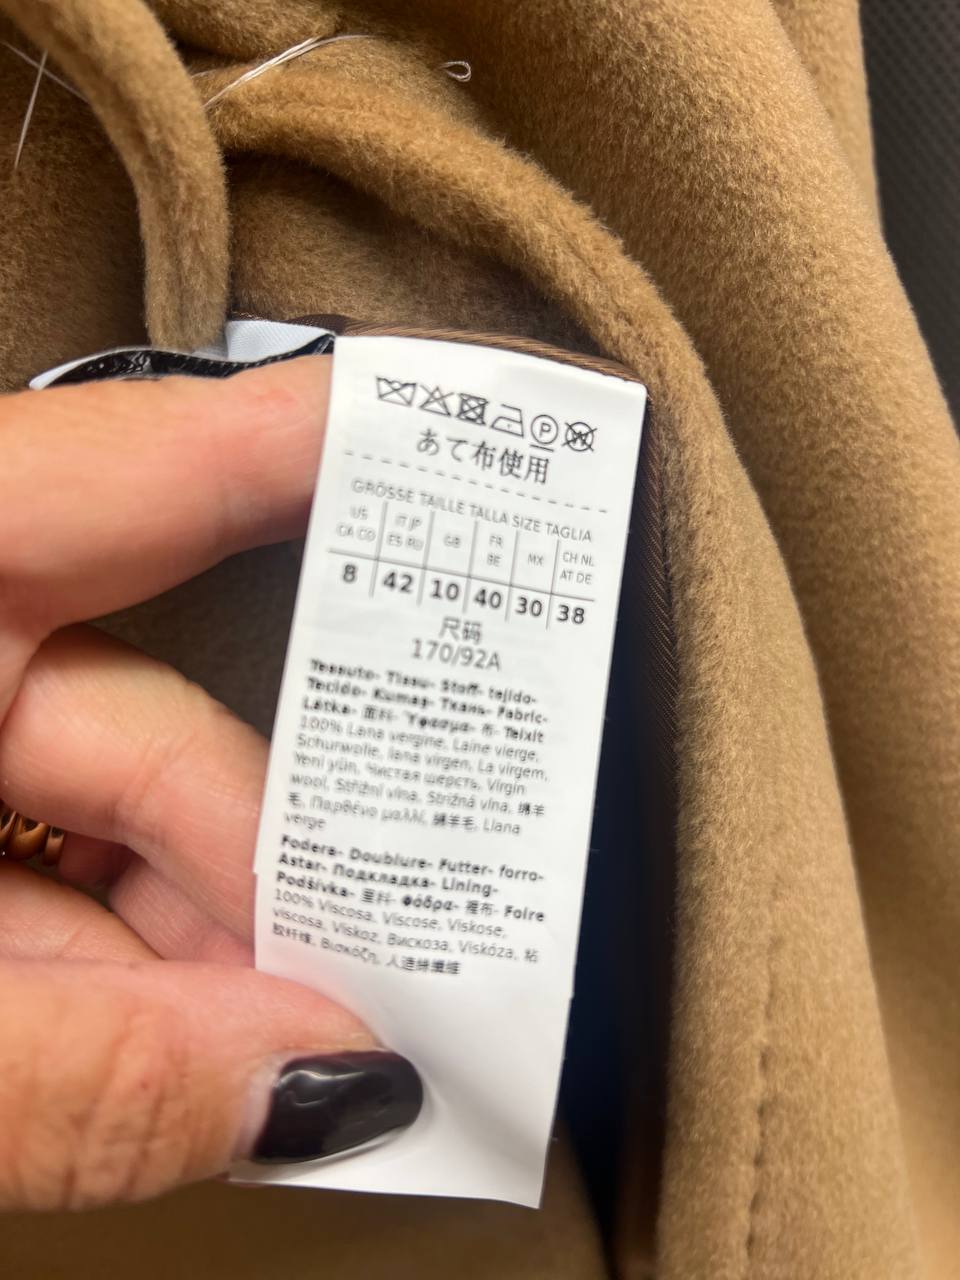 P W
あて布使用
GRÖSSE TAILLE TALLA SIZE TAGLIA
US IT JP GB FR MX CH NL
CA CO ES RU BE AT DE
8 42 10 40 30 38
尺码
170/92A
Tessuto- Tissu- Stoff- tejido-
Tecido- Kumaş- Ткань- Fabric-
Látka- 面料- Ύφασμα- 布- Teixit
100% Lana vergine, Laine vierge,
Schurwolle, lana virgen, La virgem,
Yeni yün, Чистая шерсть, Virgin
wool, Střižní vlna, Strižná vlna, 绵羊
毛, Παρθένο μαλλί, 綿羊毛, Llana
verge
Fodera- Doublure- Futter- forro-
Astar- Подкладка- Lining-
Podšívka- 里料- Φόδρα- 裡布- Folre
100% Viscosa, Viscose, Viskose,
viscosa, Viskoz, Вискоза, Viskóza, 粘
胶纤维, Βισκόζη, 人造絲纖維